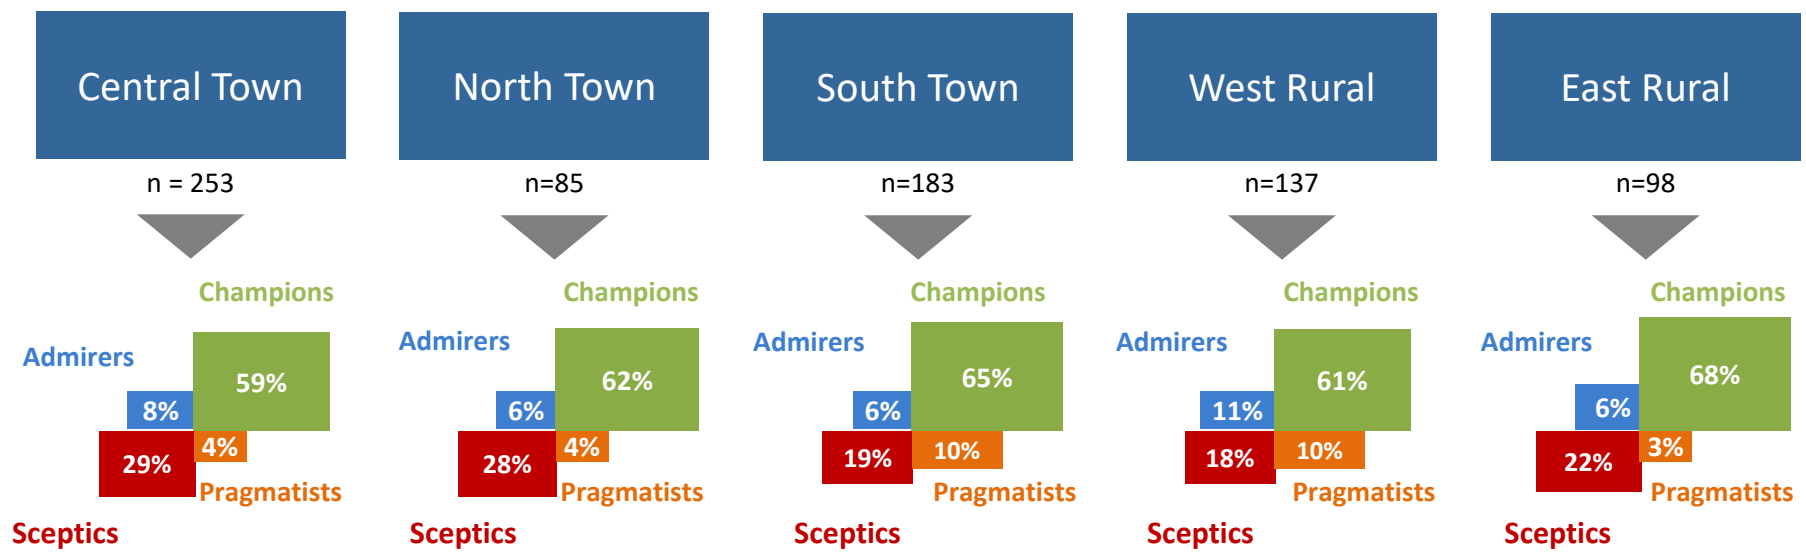 Central Town
n = 253
Champions
Admirers
59%
8%
4%
29%
Pragmatists
Sceptics
North Town
n=85
Champions
Admirers
62%
6%
4%
28%
Pragmatists
Sceptics
South Town
n=183
Champions
Admirers
65%
6%
10%
19%
Pragmatists
Sceptics
West Rural
n=137
Champions
Admirers
61%
11%
10%
18%
Pragmatists
Sceptics
East Rural
n=98
Champions
Admirers
68%
6%
3%
22%
Pragmatists
Sceptics